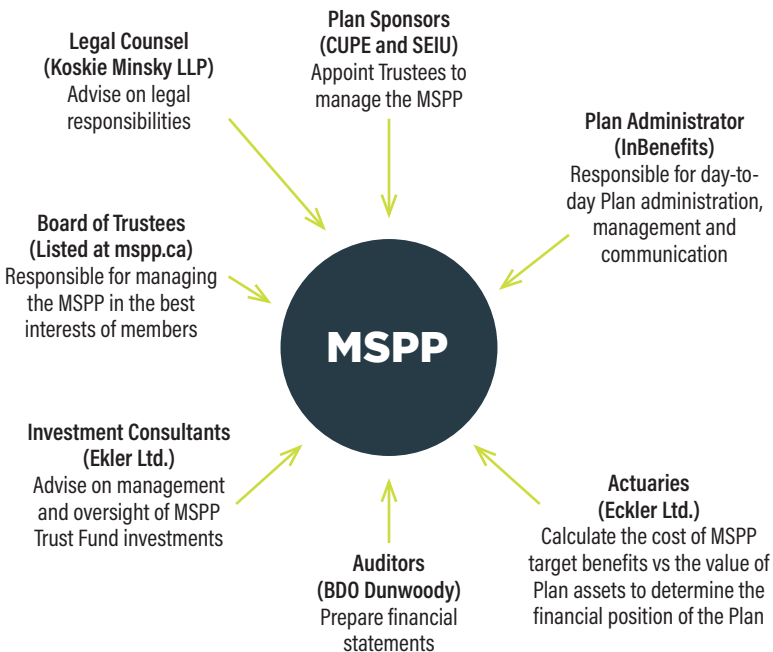 Legal Counsel
(Koskie Minsky LLP)
Advise on legal
responsibilities
Plan Sponsors
(CUPE and SEIU)
Appoint Trustees to
manage the MSPP
Plan Administrator
(InBenefits)
Responsible for day-to-
day Plan administration,
management and
communication
Board of Trustees
(Listed at mspp.ca)
Responsible for managing
the MSPP in the best
interests of members
MSPP
Investment Consultants
(Ekler Ltd.)
Advise on management
and oversight of MSPP
Trust Fund investments
Auditors
(BDO Dunwoody)
Prepare financial
statements
Actuaries
(Eckler Ltd.)
Calculate the cost of MSPP
target benefits vs the value of
Plan assets to determine the
financial position of the Plan